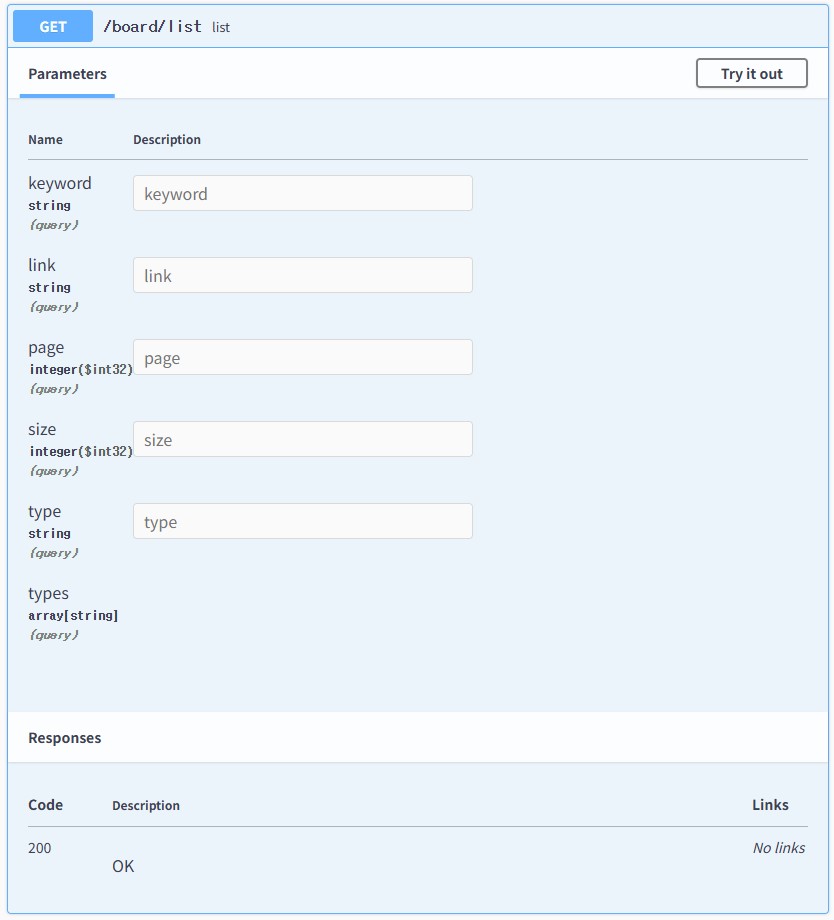 GET /board/list list
Parameters Try it out
Name Description
keyword
string
(query)
keyword
link
string
(query)
link
page
integer($int32)
(query)
page
size
integer($int32)
(query)
size
type
string
(query)
type
types
array[string]
(query)
Responses
Code Description Links
200
OK
No links